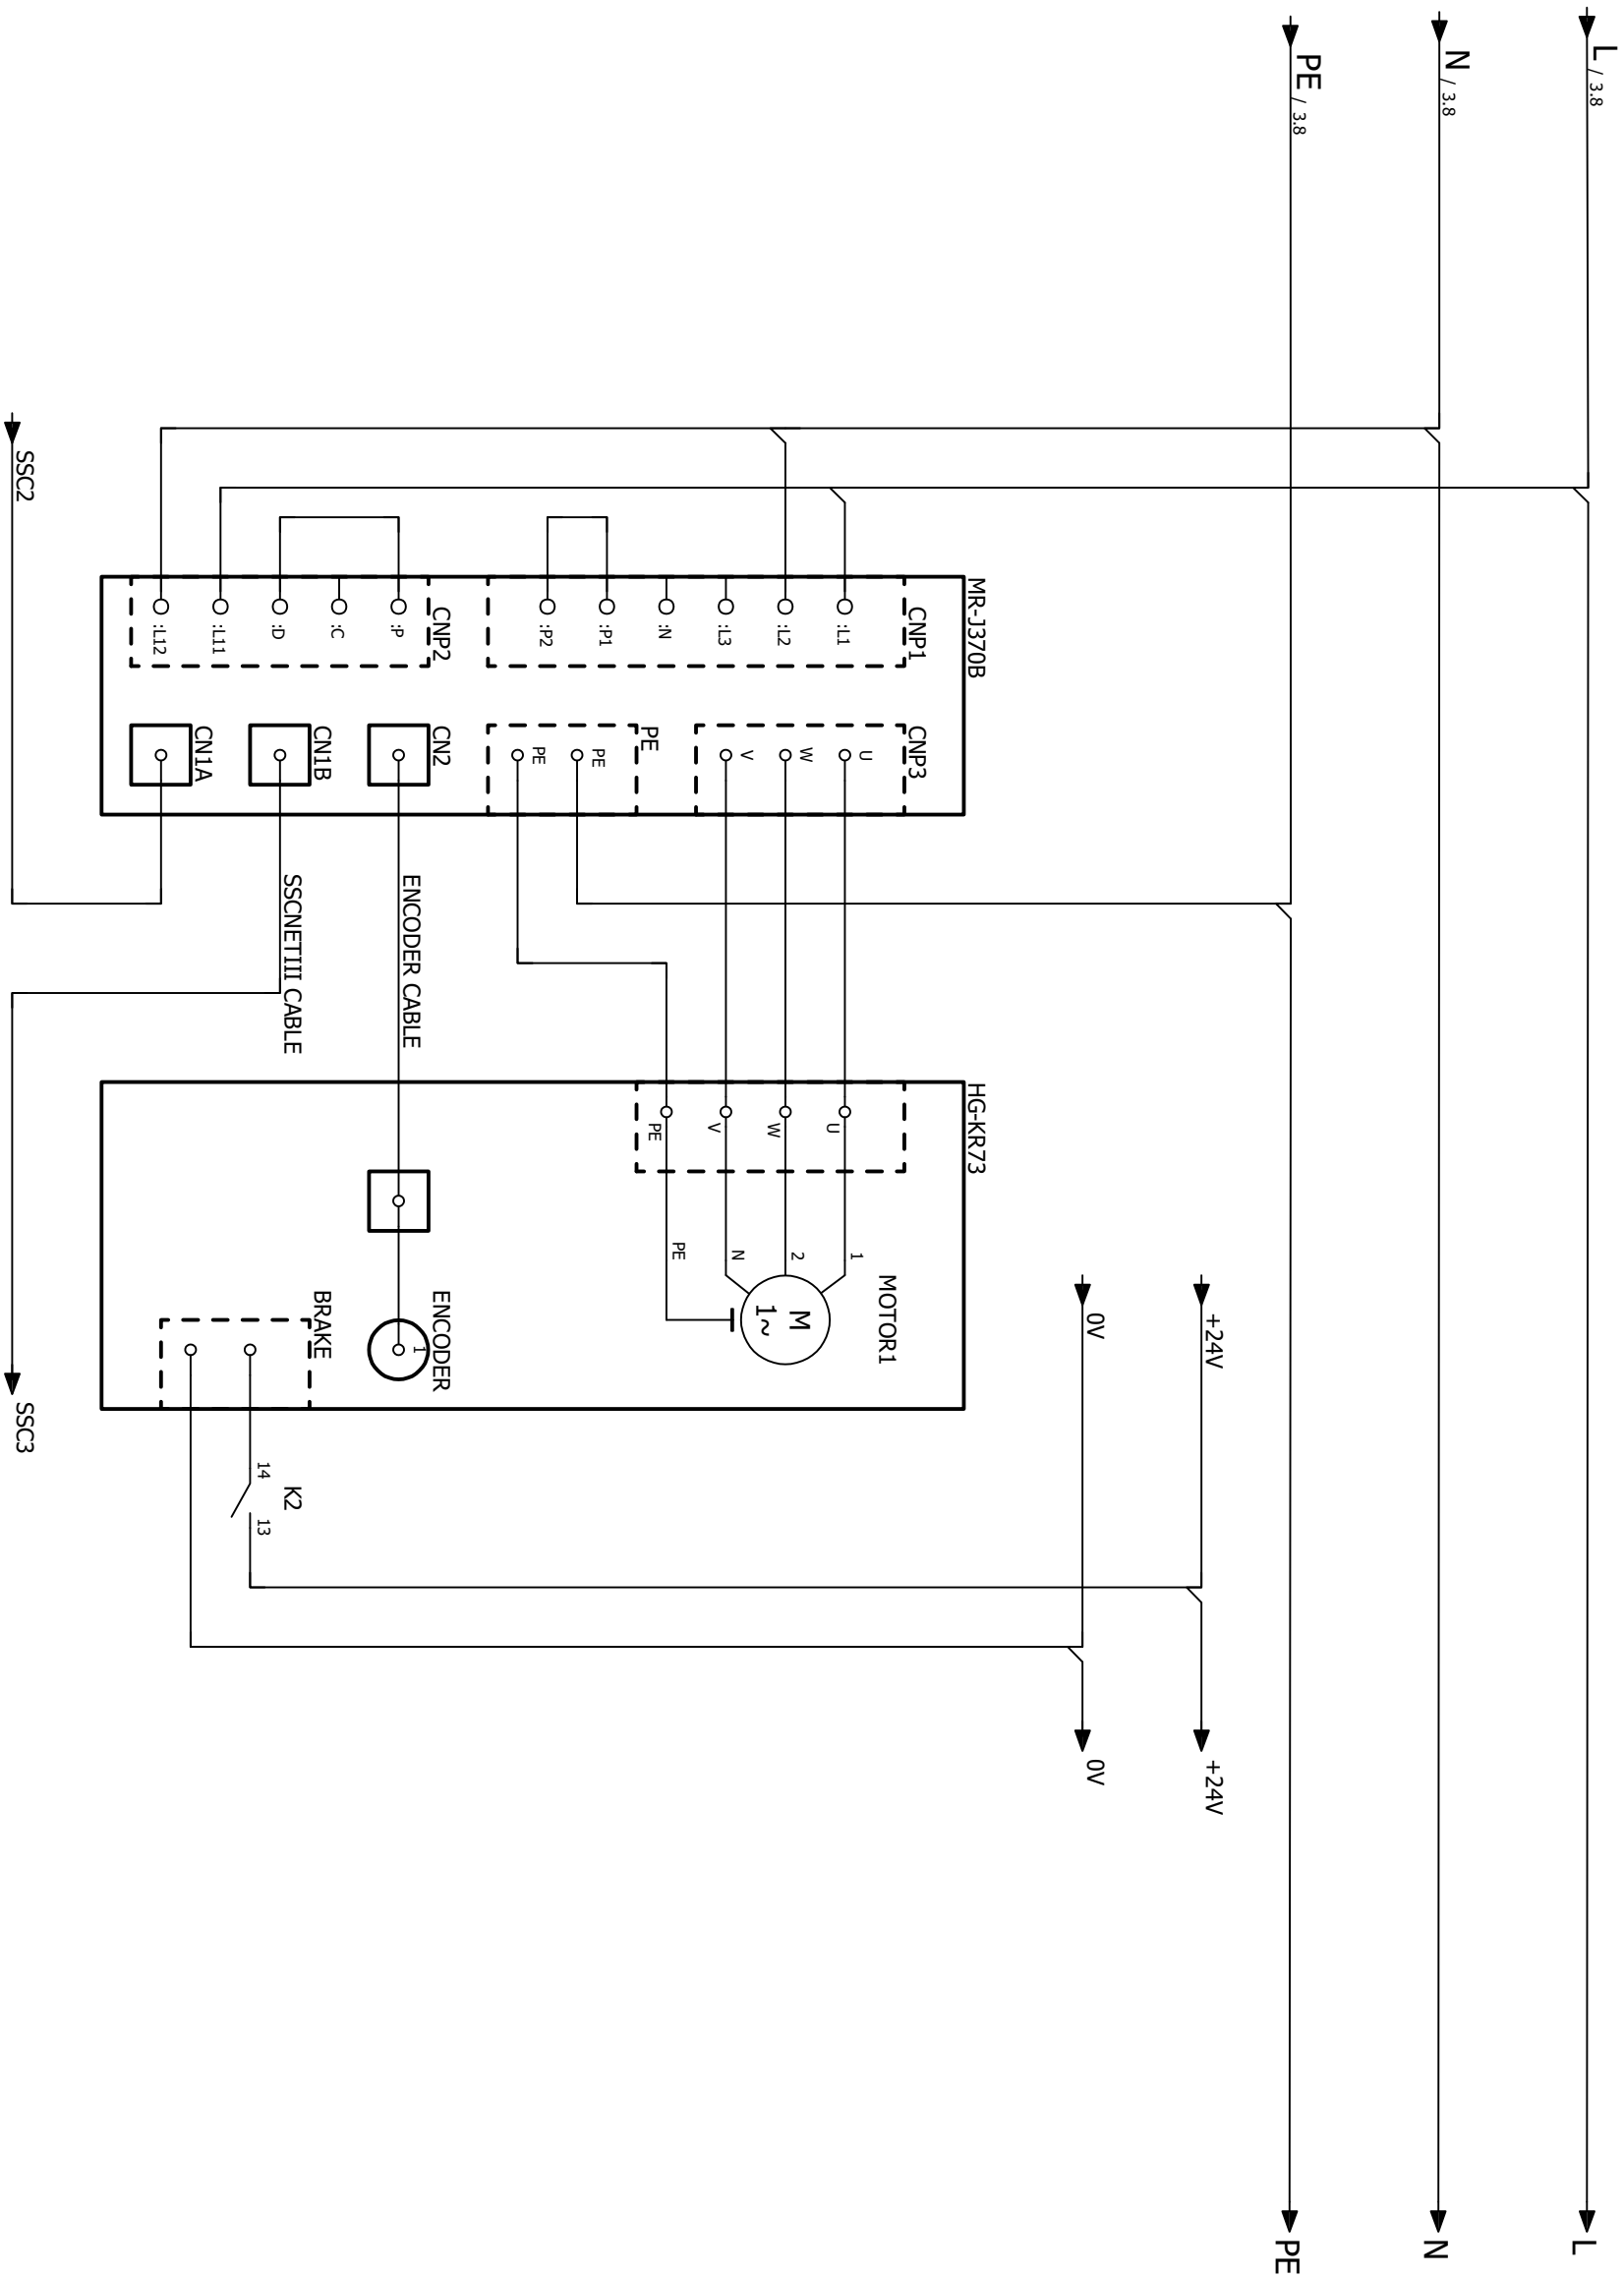 L / 3.8
L
N / 3.8
N
PE / 3.8
PE
+24V
+24V
0V
0V
MR-J370B
HG-KR73
CNP1
:L1
:L2
:L3
:N
:P1
:P2
CNP2
:P
:C
:D
:L11
:L12
CNP3
U
W
V
PE
PE
PE
CN2
CN1B
CN1A
ENCODER CABLE
SSCNETIII CABLE
U
W
V
PE
1
2
N
PE
MOTOR1
M
1~
ENCODER
1
BRAKE
K2
14
13
SSC2
SSC3